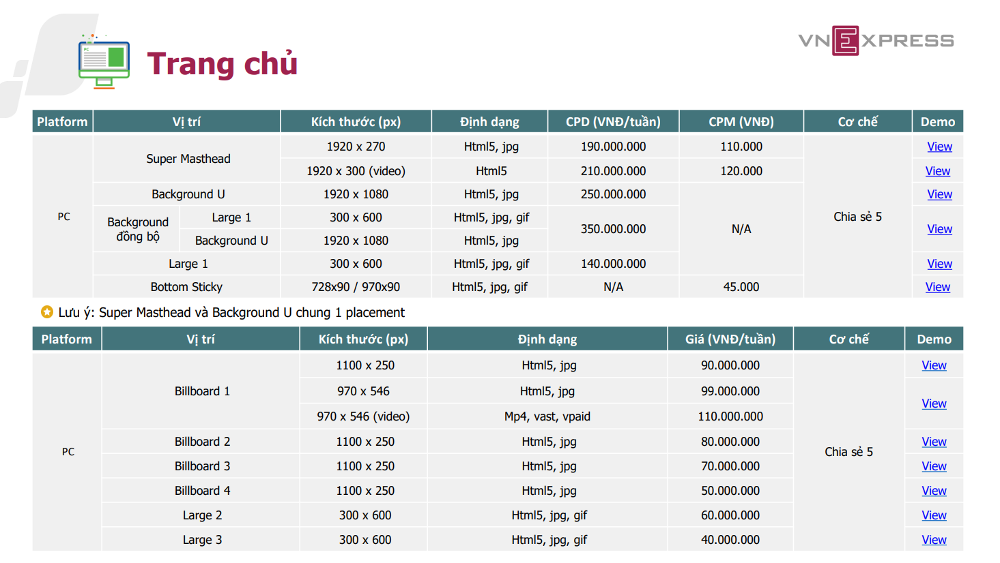 PC
Trang chủ
VNEXPRESS
Platform Vị trí Kích thước (px) Định dạng CPD (VNĐ/tuần) CPM (VNĐ) Cơ chế Demo
PC Super Masthead 1920 x 270 Html5, jpg 190.000.000 110.000 Chia sẻ 5 View
1920 x 300 (video) Html5 210.000.000 120.000 View
Background U 1920 x 1080 Html5, jpg 250.000.000 N/A View
Background đồng bộ Large 1 300 x 600 Html5, jpg, gif 350.000.000 View
Background U 1920 x 1080 Html5, jpg
Large 1 300 x 600 Html5, jpg, gif 140.000.000 View
Bottom Sticky 728x90 / 970x90 Html5, jpg, gif N/A 45.000 View
Lưu ý: Super Masthead và Background U chung 1 placement
Platform Vị trí Kích thước (px) Định dạng Giá (VNĐ/tuần) Cơ chế Demo
PC Billboard 1 1100 x 250 Html5, jpg 90.000.000 Chia sẻ 5 View
970 x 546 Html5, jpg 99.000.000 View
970 x 546 (video) Mp4, vast, vpaid 110.000.000
Billboard 2 1100 x 250 Html5, jpg 80.000.000 View
Billboard 3 1100 x 250 Html5, jpg 70.000.000 View
Billboard 4 1100 x 250 Html5, jpg 50.000.000 View
Large 2 300 x 600 Html5, jpg, gif 60.000.000 View
Large 3 300 x 600 Html5, jpg, gif 40.000.000 View